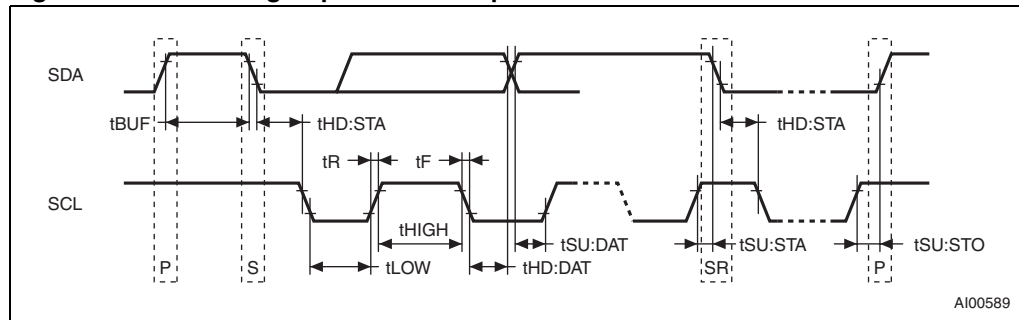 SDA
tBUF
tHD:STA
tHD:STA
tR
tF
SCL
tHIGH
tSU:DAT
tSU:STA
tSU:STO
tLOW
tHD:DAT
P
S
SR
P
AI00589